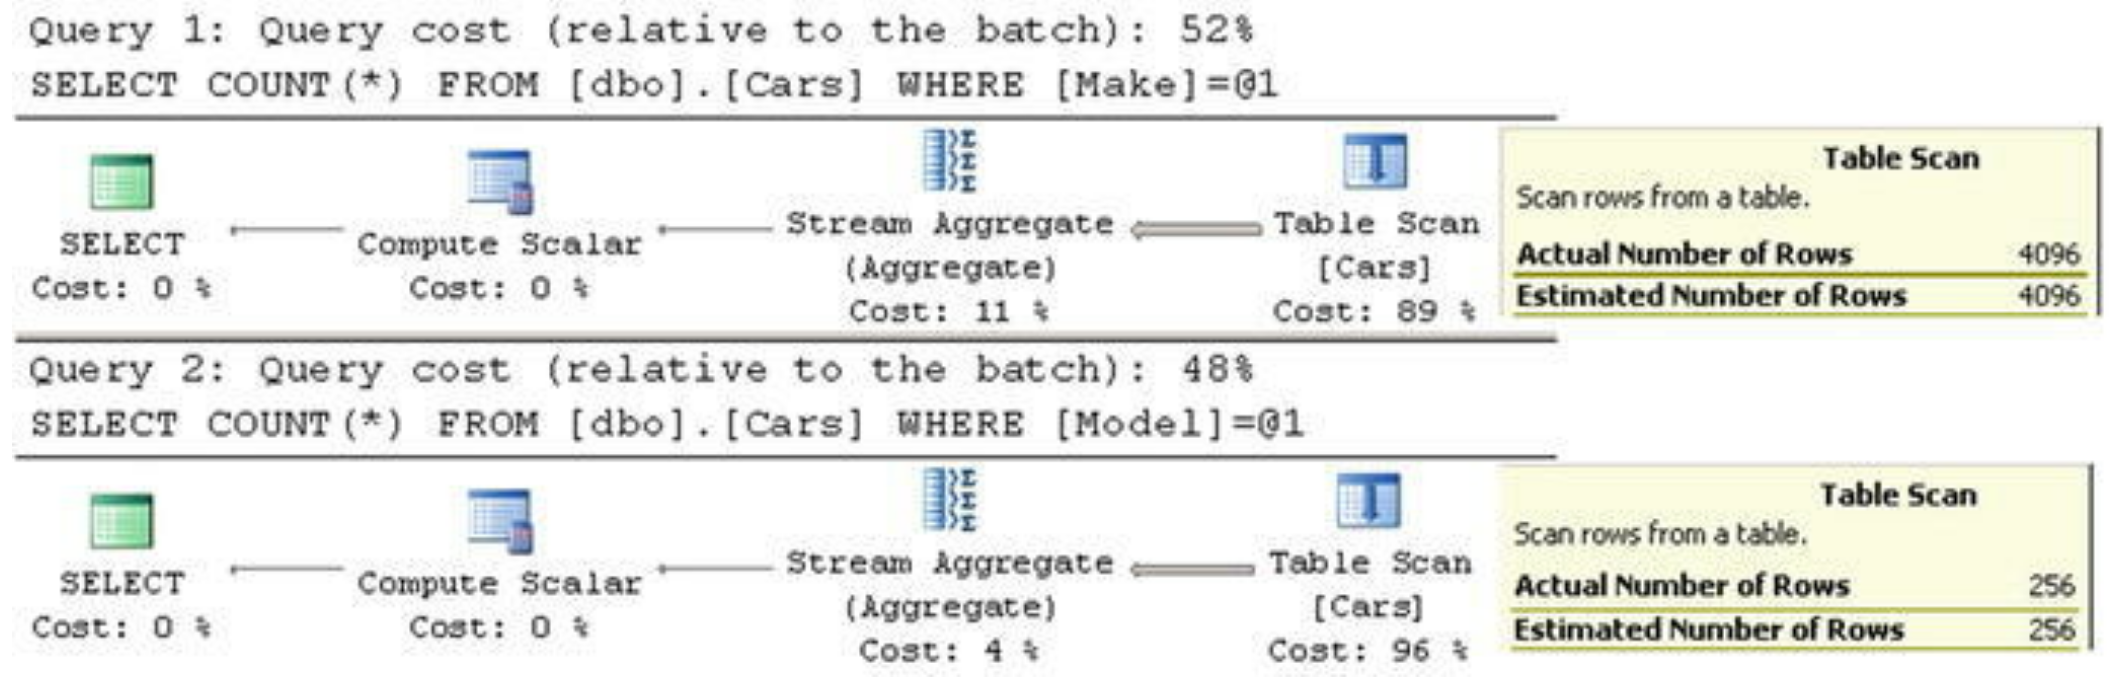 Query 1: Query cost (relative to the batch): 52%
SELECT COUNT(*) FROM [dbo].[Cars] WHERE [Make]=@1
SELECT
Cost: 0 %
Compute Scalar
Cost: 0 %
Stream Aggregate
(Aggregate)
Cost: 11 %
Table Scan
[Cars]
Cost: 89 %
Table Scan
Scan rows from a table.
Actual Number of Rows 4096
Estimated Number of Rows 4096
Query 2: Query cost (relative to the batch): 48%
SELECT COUNT(*) FROM [dbo].[Cars] WHERE [Model]=@1
SELECT
Cost: 0 %
Compute Scalar
Cost: 0 %
Stream Aggregate
(Aggregate)
Cost: 4 %
Table Scan
[Cars]
Cost: 96 %
Table Scan
Scan rows from a table.
Actual Number of Rows 256
Estimated Number of Rows 256